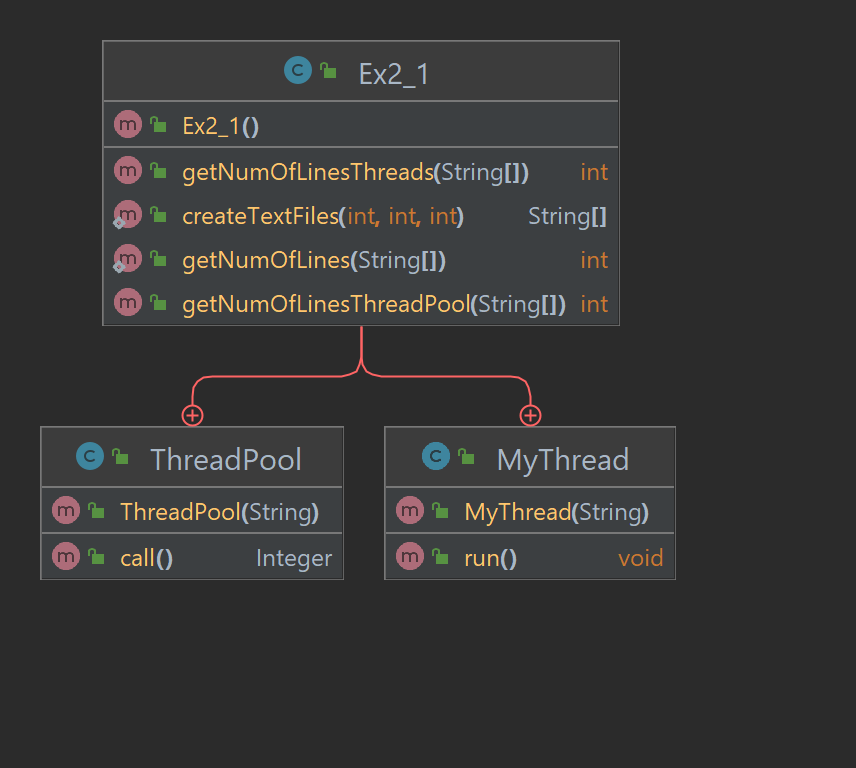 C Ex2_1
m Ex2_1()
m getNumOfLinesThreads(String[]) int
m createTextFiles(int, int, int) String[]
m getNumOfLines(String[]) int
m getNumOfLinesThreadPool(String[]) int
C ThreadPool
m ThreadPool(String)
m call() Integer
C MyThread
m MyThread(String)
m run() void